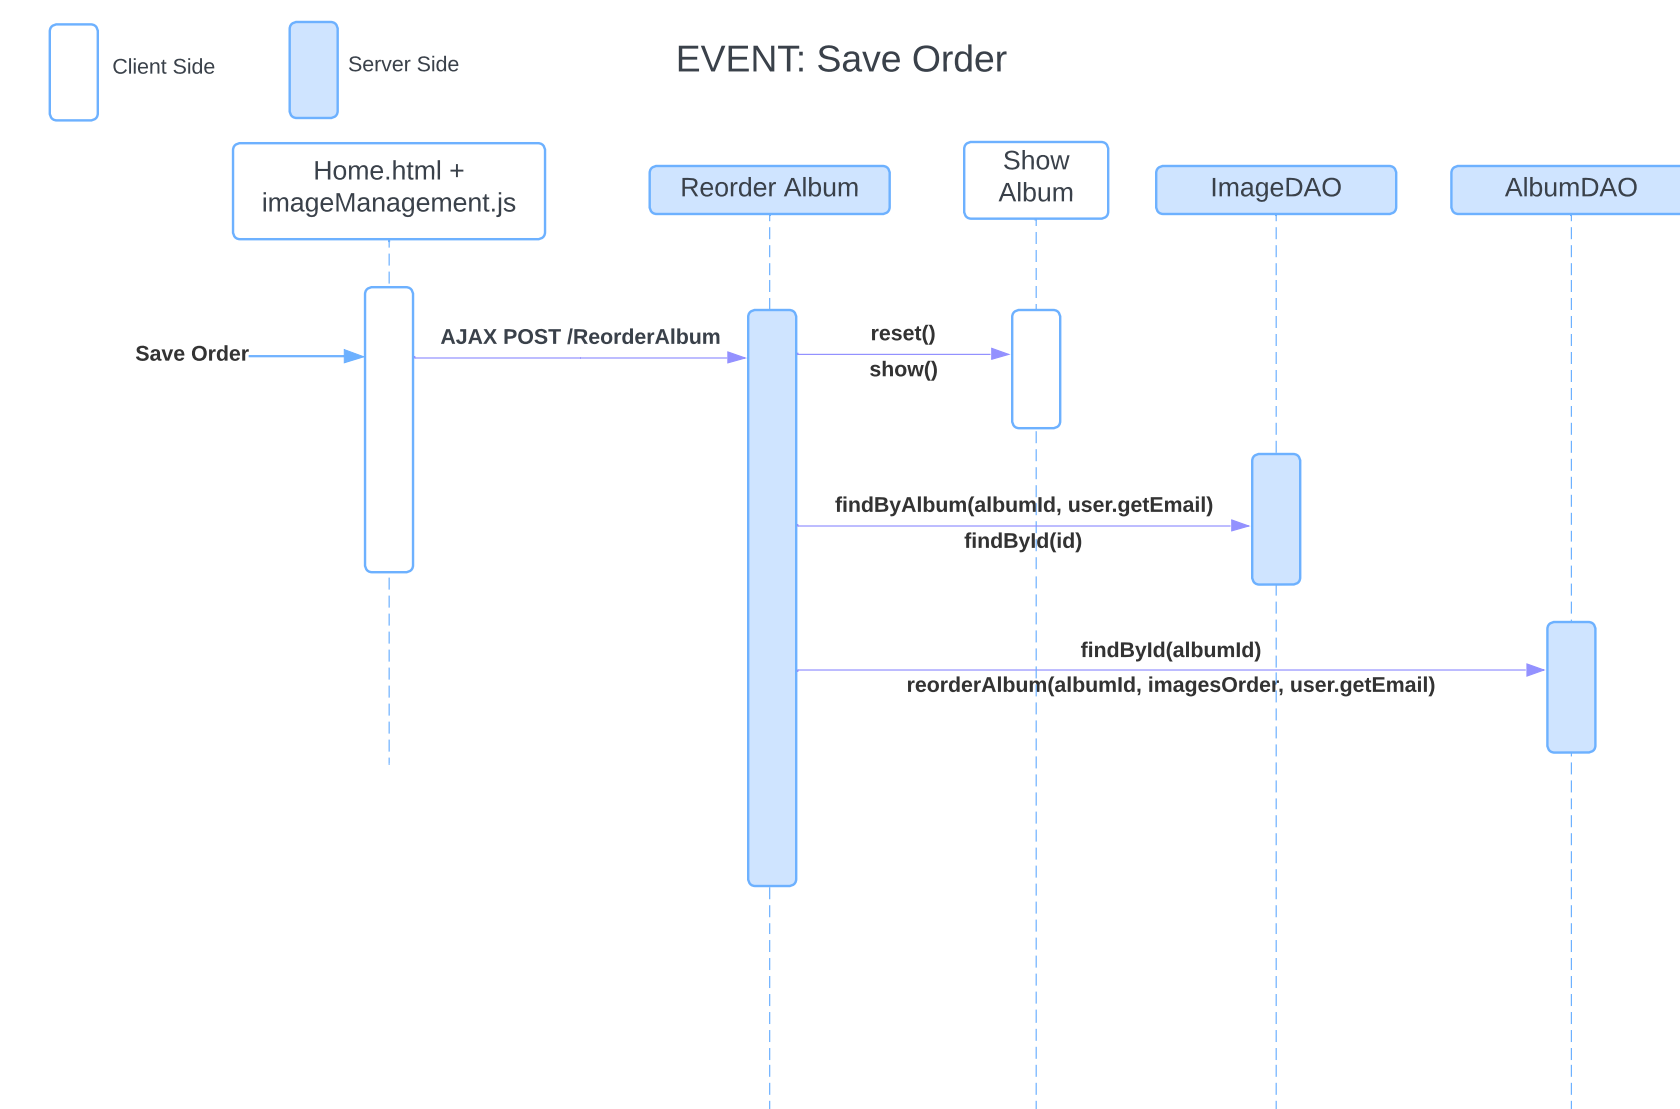 Client Side
Server Side
EVENT: Save Order
Home.html +
imageManagement.js
Reorder Album
Show
Album
ImageDAO
AlbumDAO
Save Order
AJAX POST /ReorderAlbum
reset()
show()
findByAlbum(albumId, user.getEmail)
findById(id)
findById(albumId)
reorderAlbum(albumId, imagesOrder, user.getEmail)